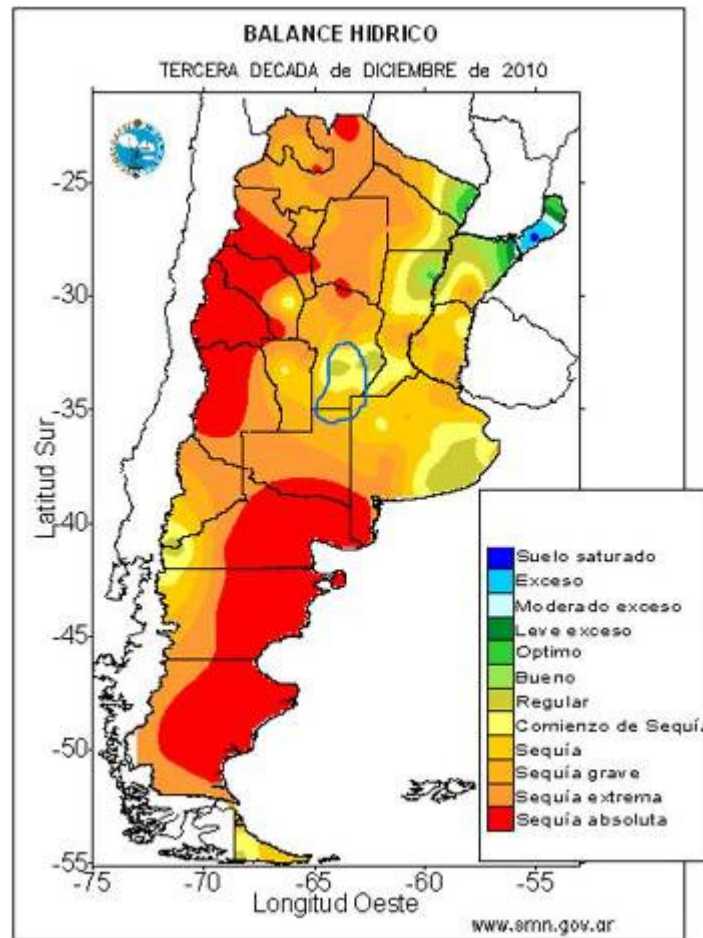 BALANCE HIDRICO
TERCERA DECADA de DICIEMBRE de 2010
-25
-30
-35
-40
-45
-50
-55
Latitud Sur
-75
-70
-65
-60
-55
Longitud Oeste
Suelo saturado
Exceso
Moderado exceso
Leve exceso
Optimo
Bueno
Regular
Comienzo de Sequía
Sequía
Sequía grave
Sequía extrema
Sequía absoluta
www.smn.gov.ar